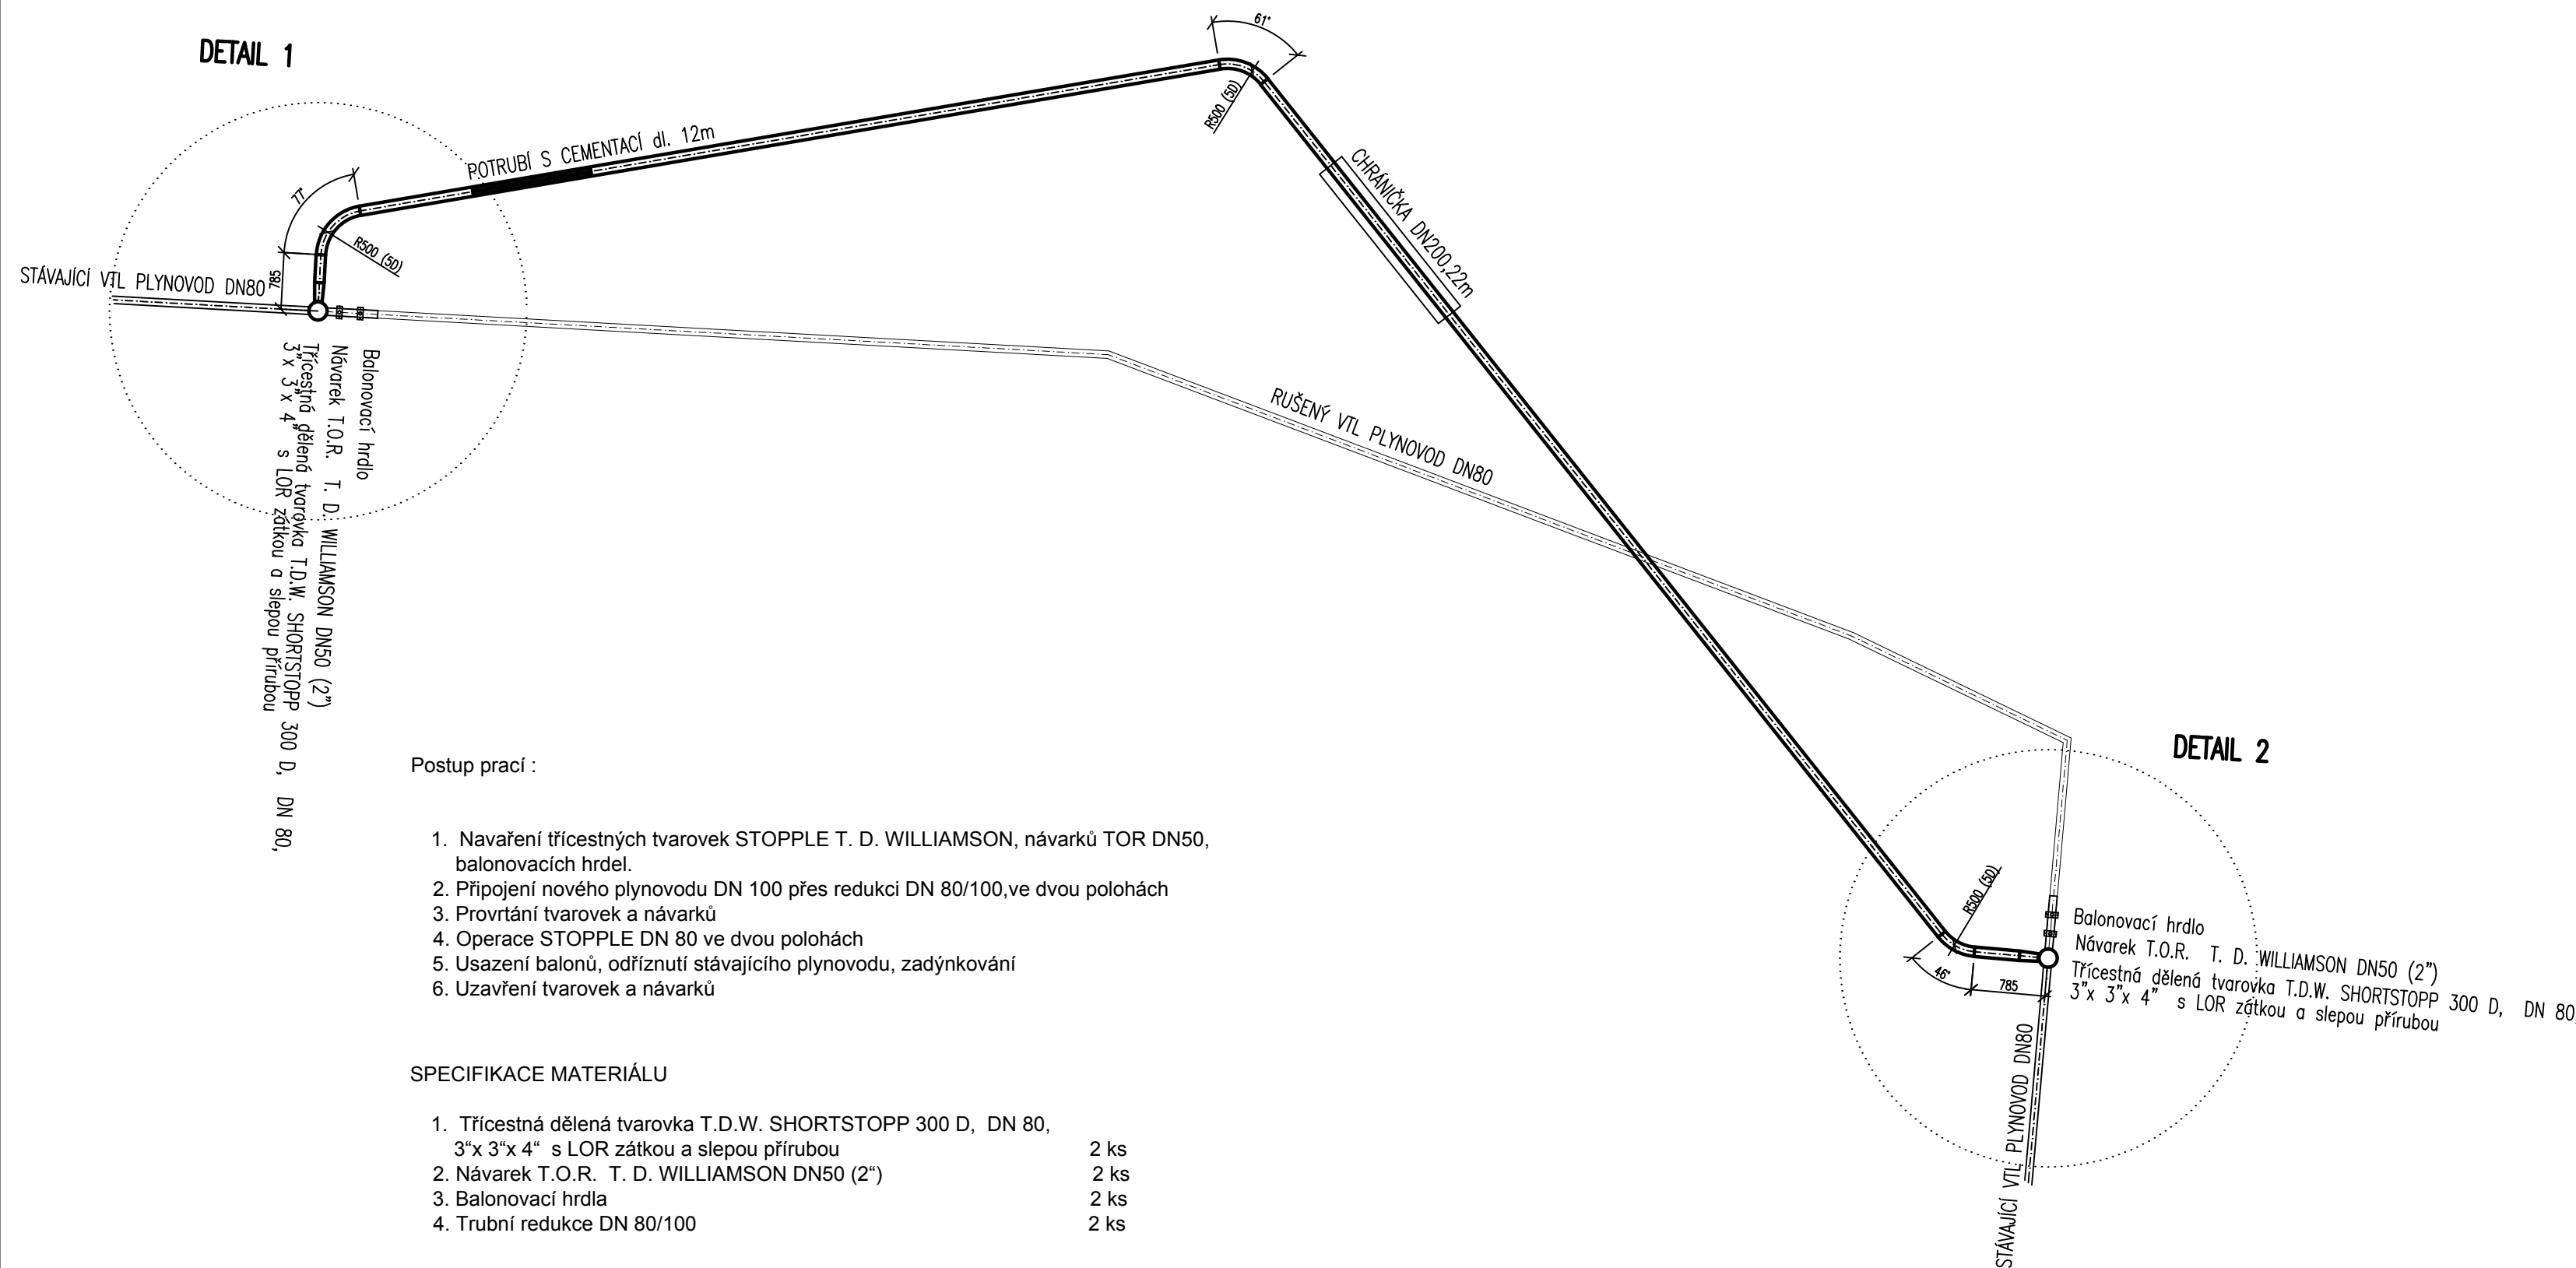 DETAIL 1
61°
R500 (5D)
POTRUBÍ S CEMENTACÍ dl. 12m
77°
R500 (5D)
785
STÁVAJÍCÍ VTL PLYNOVOD DN80
CHRÁNIČKA DN200,22m
RUŠENÝ VTL PLYNOVOD DN80
Balonovací hrdlo
Návarek T.O.R. T. D. WILLIAMSON DN50 (2")
Třícestná dělená tvarovka T.D.W. SHORTSTOPP 300 D, DN 80,
3"x 3"x 4" s LOR zátkou a slepou přírubou
DETAIL 2
R500 (5D)
46°
785
Balonovací hrdlo
Návarek T.O.R. T. D. WILLIAMSON DN50 (2")
Třícestná dělená tvarovka T.D.W. SHORTSTOPP 300 D, DN 80,
3"x 3"x 4" s LOR zátkou a slepou přírubou
STÁVAJÍCÍ VTL PLYNOVOD DN80
Postup prací :
1. Navaření třícestných tvarovek STOPPLE T. D. WILLIAMSON, návarků TOR DN50,
balonovacích hrdel.
2. Připojení nového plynovodu DN 100 přes redukci DN 80/100,ve dvou polohách
3. Provrtání tvarovek a návarků
4. Operace STOPPLE DN 80 ve dvou polohách
5. Usazení balonů, odříznutí stávajícího plynovodu, zadýnkování
6. Uzavření tvarovek a návarků
SPECIFIKACE MATERIÁLU
1. Třícestná dělená tvarovka T.D.W. SHORTSTOPP 300 D, DN 80,
3“x 3“x 4“ s LOR zátkou a slepou přírubou 2 ks
2. Návarek T.O.R. T. D. WILLIAMSON DN50 (2“) 2 ks
3. Balonovací hrdla 2 ks
4. Trubní redukce DN 80/100 2 ks